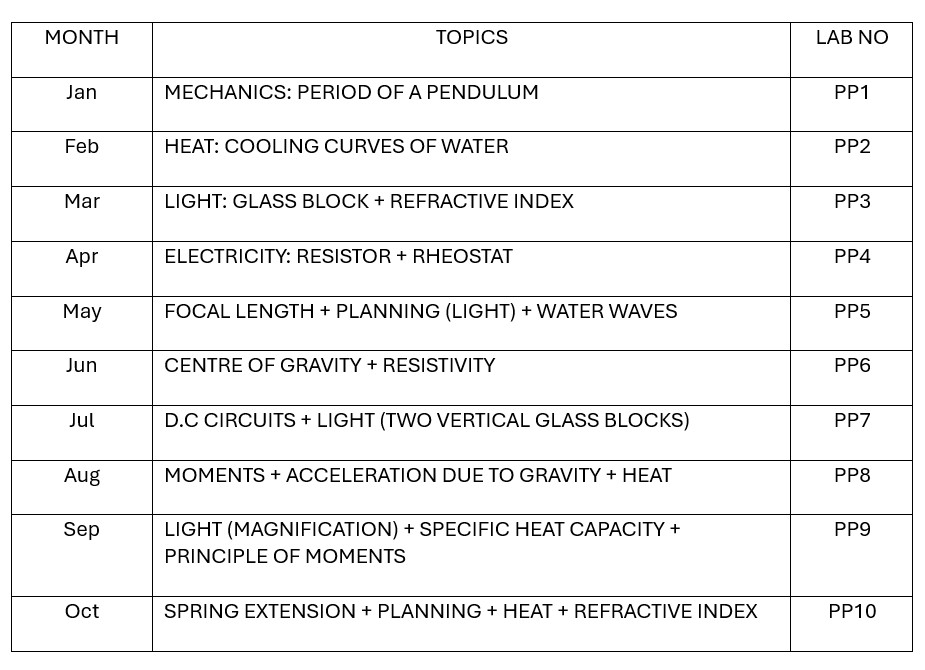 MONTH TOPICS LAB NO
Jan MECHANICS: PERIOD OF A PENDULUM PP1
Feb HEAT: COOLING CURVES OF WATER PP2
Mar LIGHT: GLASS BLOCK + REFRACTIVE INDEX PP3
Apr ELECTRICITY: RESISTOR + RHEOSTAT PP4
May FOCAL LENGTH + PLANNING (LIGHT) + WATER WAVES PP5
Jun CENTRE OF GRAVITY + RESISTIVITY PP6
Jul D.C CIRCUITS + LIGHT (TWO VERTICAL GLASS BLOCKS) PP7
Aug MOMENTS + ACCELERATION DUE TO GRAVITY + HEAT PP8
Sep LIGHT (MAGNIFICATION) + SPECIFIC HEAT CAPACITY + PP9
PRINCIPLE OF MOMENTS
Oct SPRING EXTENSION + PLANNING + HEAT + REFRACTIVE INDEX PP10